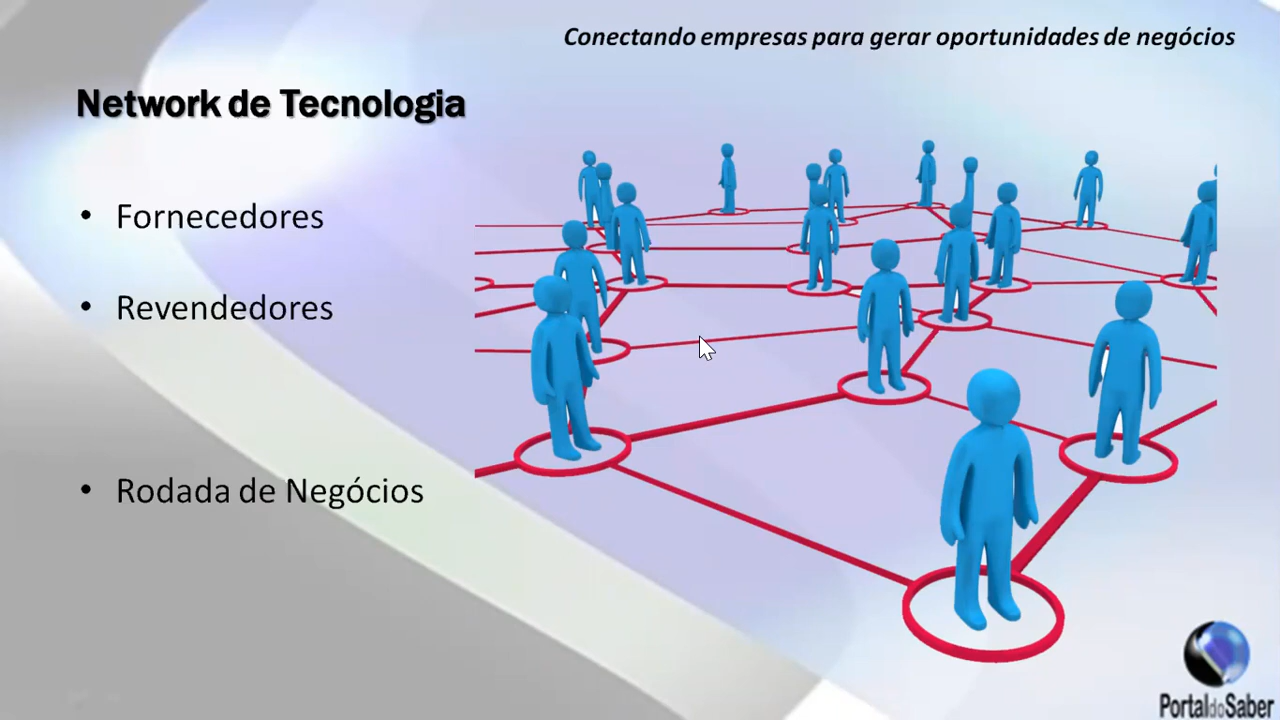 Conectando empresas para gerar oportunidades de negócios
Network de Tecnologia
• Fornecedores
• Revendedores
• Rodada de Negócios
PortaldoSaber